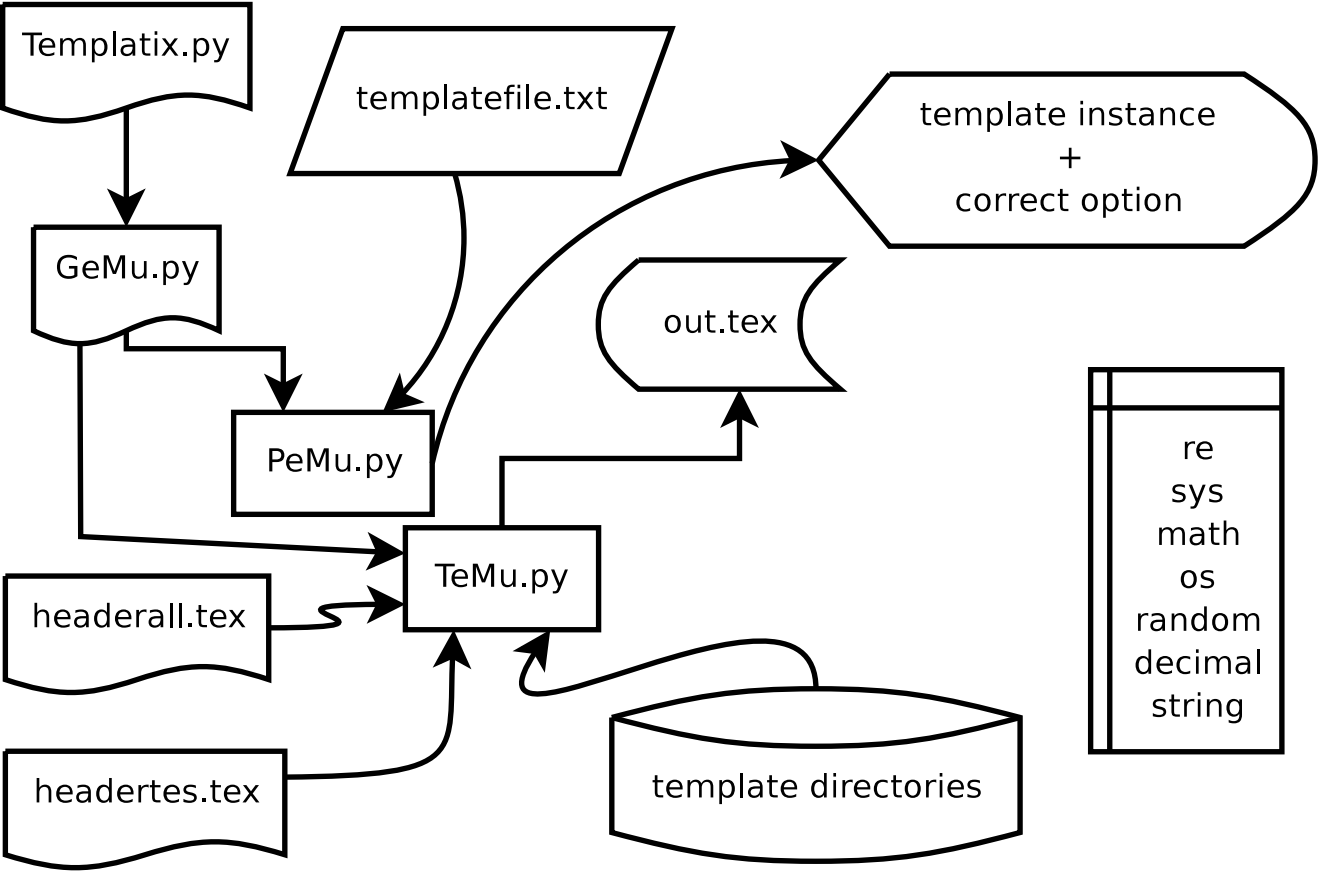 Templatix.py
templatefile.txt
template instance
+
correct option
GeMu.py
out.tex
PeMu.py
TeMu.py
headerall.tex
headertes.tex
template directories
re
sys
math
os
random
decimal
string